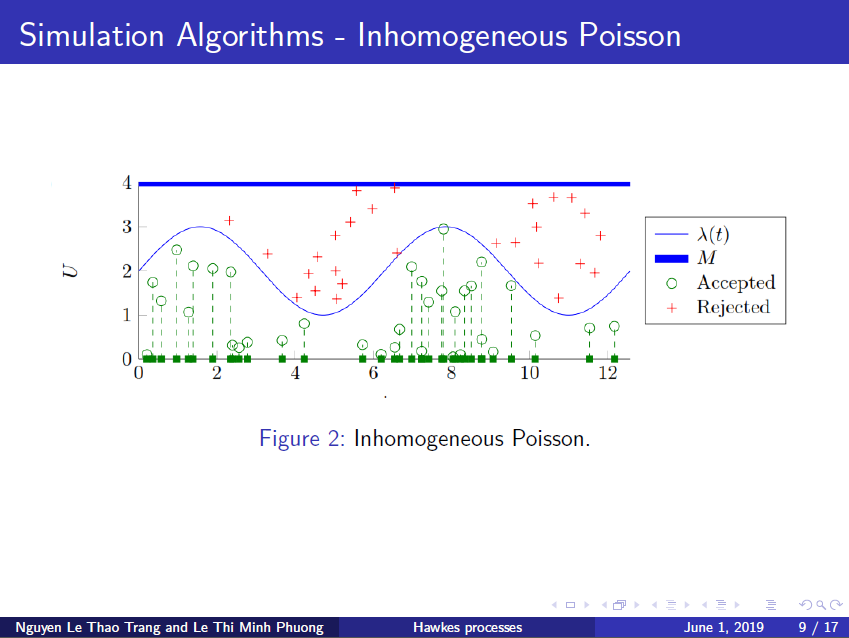 Simulation Algorithms - Inhomogeneous Poisson
4
3
2
1
0
U
0 2 4 6 8 10 12
λ(t)
M
Accepted
Rejected
Figure 2: Inhomogeneous Poisson.
Nguyen Le Thao Trang and Le Thi Minh Phuong Hawkes processes June 1, 2019 9 / 17